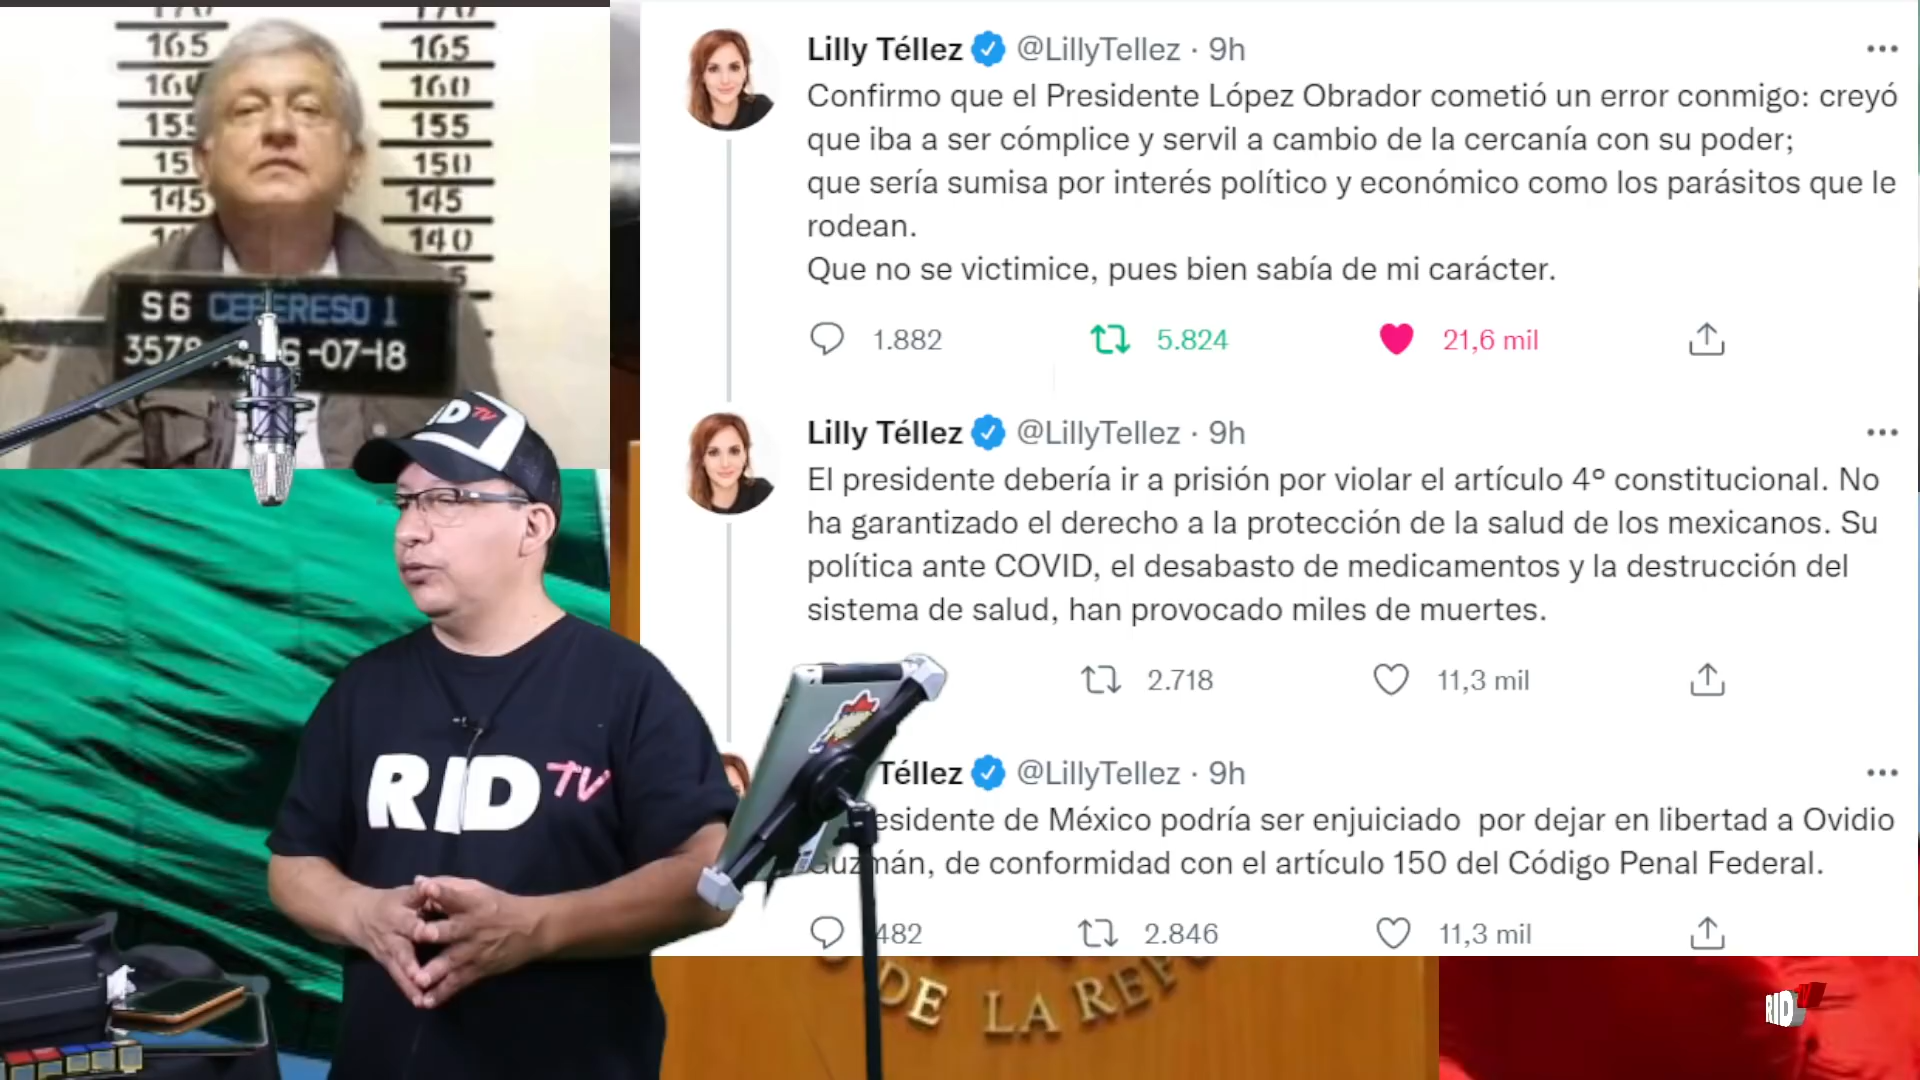 165
165
160
155
155
150
145
145
140
S6 CEFERESO 1
6-07-18
RID TV
Lilly Téllez @LillyTellez · 9h
Confirmo que el Presidente López Obrador cometió un error conmigo: creyó
que iba a ser cómplice y servil a cambio de la cercanía con su poder;
que sería sumisa por interés político y económico como los parásitos que le
rodean.
Que no se victimice, pues bien sabía de mi carácter.
1.882 5.824 21,6 mil
Lilly Téllez @LillyTellez · 9h
El presidente debería ir a prisión por violar el artículo 4º constitucional. No
ha garantizado el derecho a la protección de la salud de los mexicanos. Su
política ante COVID, el desabasto de medicamentos y la destrucción del
sistema de salud, han provocado miles de muertes.
2.718 11,3 mil
Téllez @LillyTellez · 9h
esidente de México podría ser enjuiciado por dejar en libertad a Ovidio
Guzmán, de conformidad con el artículo 150 del Código Penal Federal.
482 2.846 11,3 mil
DE LA REFO
RID TV